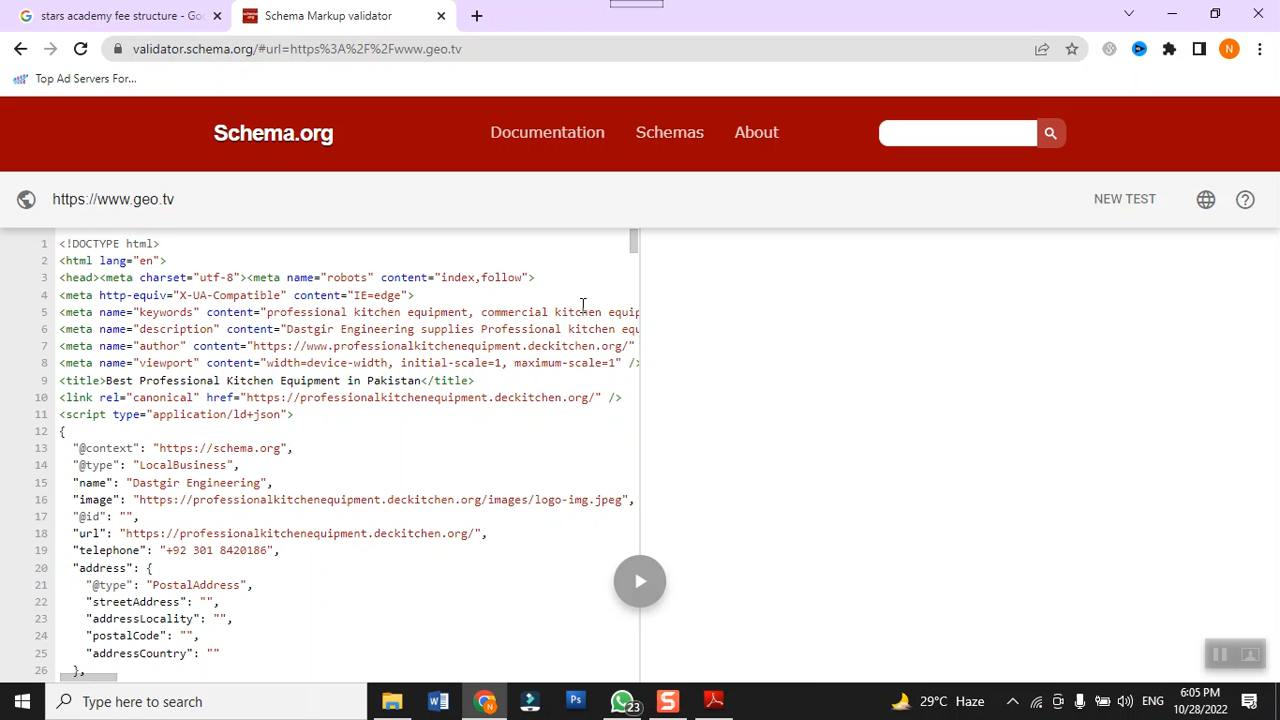 stars academy fee structure - Goo
Schema Markup validator
validator.schema.org/#url=https%3A%2F%2Fwww.geo.tv
N
Top Ad Servers For...
Schema.org
Documentation
Schemas
About
https://www.geo.tv
NEW TEST
1 <!DOCTYPE html>
2 <html lang="en">
3 <head><meta charset="utf-8"><meta name="robots" content="index,follow">
4 <meta http-equiv="X-UA-Compatible" content="IE=edge">
5 <meta name="keywords" content="professional kitchen equipment, commercial kitchen equip
6 <meta name="description" content="Dastgir Engineering supplies Professional kitchen equ
7 <meta name="author" content="https://www.professionalkitchenequipment.deckitchen.org/"
8 <meta name="viewport" content="width=device-width, initial-scale=1, maximum-scale=1" />
9 <title>Best Professional Kitchen Equipment in Pakistan</title>
10 <link rel="canonical" href="https://professionalkitchenequipment.deckitchen.org/" />
11 <script type="application/ld+json">
12 {
13 "@context": "https://schema.org",
14 "@type": "LocalBusiness",
15 "name": "Dastgir Engineering",
16 "image": "https://professionalkitchenequipment.deckitchen.org/images/logo-img.jpeg",
17 "@id": "",
18 "url": "https://professionalkitchenequipment.deckitchen.org/",
19 "telephone": "+92 301 8420186",
20 "address": {
21 "@type": "PostalAddress",
22 "streetAddress": "",
23 "addressLocality": "",
24 "postalCode": "",
25 "addressCountry": ""
26 },
Type here to search
23
29°C Haze
ENG
6:05 PM
10/28/2022